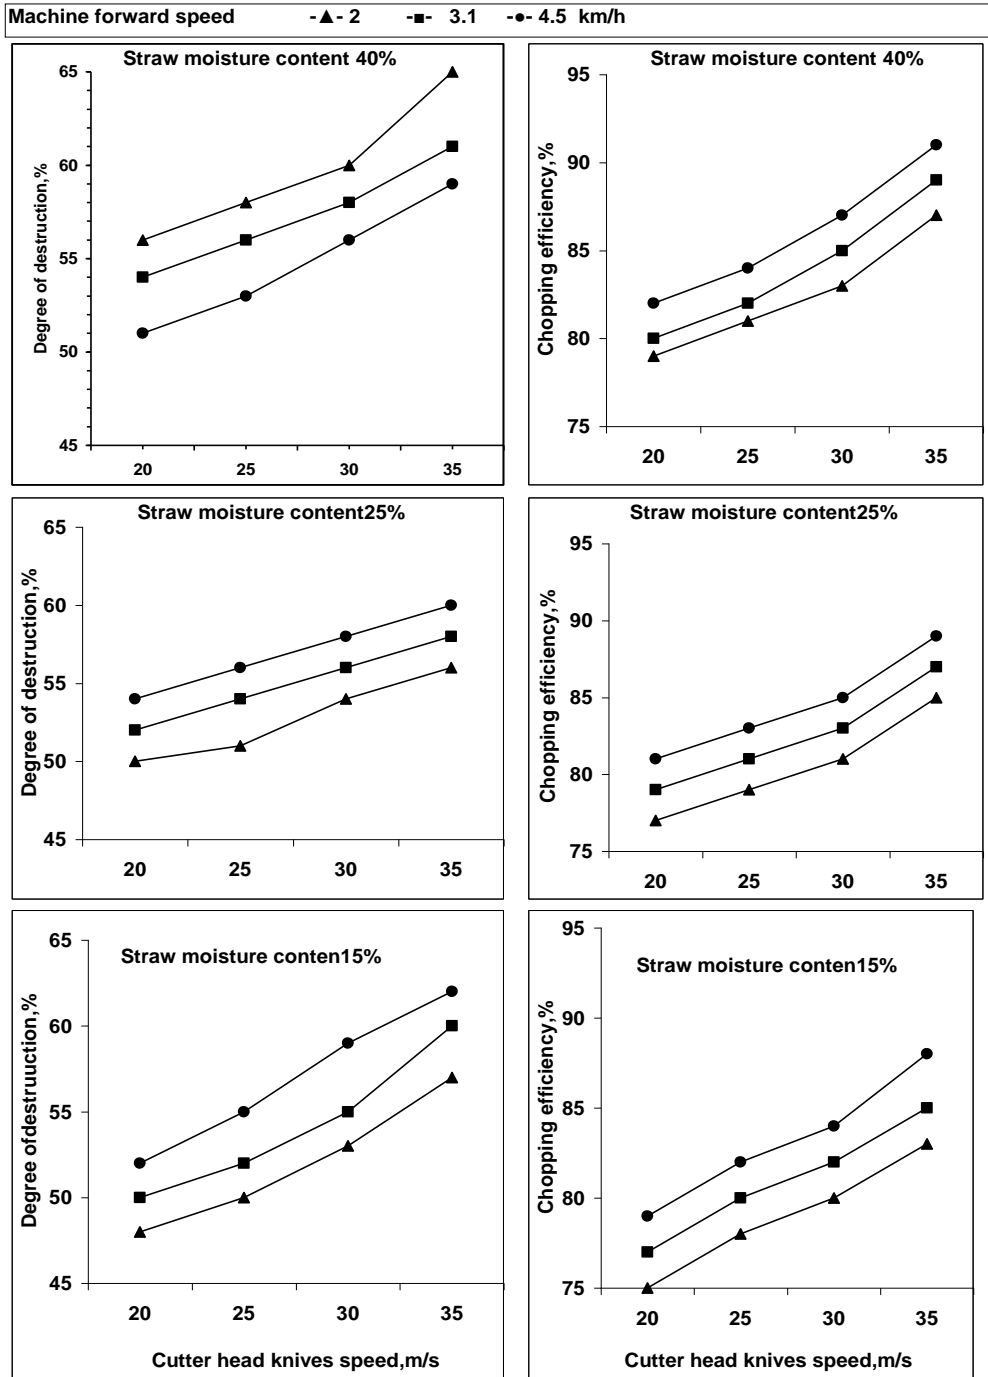 Machine forward speed -▲- 2 -■- 3.1 -●- 4.5 km/h
Straw moisture content 40%
Degree of destruction,%
65
60
55
50
45
20 25 30 35
Straw moisture content 40%
Chopping efficiency,%
95
90
85
80
75
20 25 30 35
Straw moisture content25%
Degree of destruction,%
65
60
55
50
45
20 25 30 35
Straw moisture content25%
Chopping efficiency,%
95
90
85
80
75
20 25 30 35
Straw moisture conten15%
Degree ofdestruuction,%
65
60
55
50
45
20 25 30 35
Cutter head knives speed,m/s
Straw moisture conten15%
Chopping efficiency,%
95
90
85
80
75
20 25 30 35
Cutter head knives speed,m/s